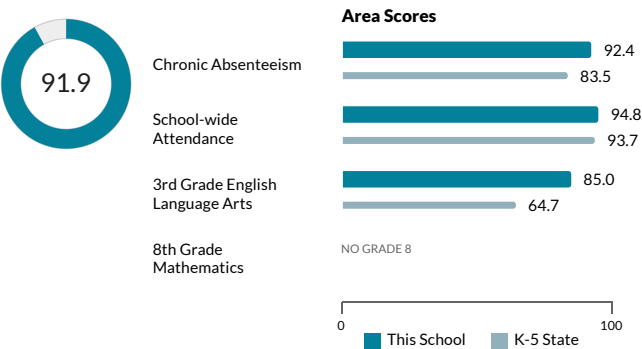 Area Scores
91.9
Chronic Absenteeism
92.4
83.5
School-wide
Attendance
94.8
93.7
3rd Grade English
Language Arts
85.0
64.7
8th Grade
Mathematics
NO GRADE 8
0
100
This School
K-5 State